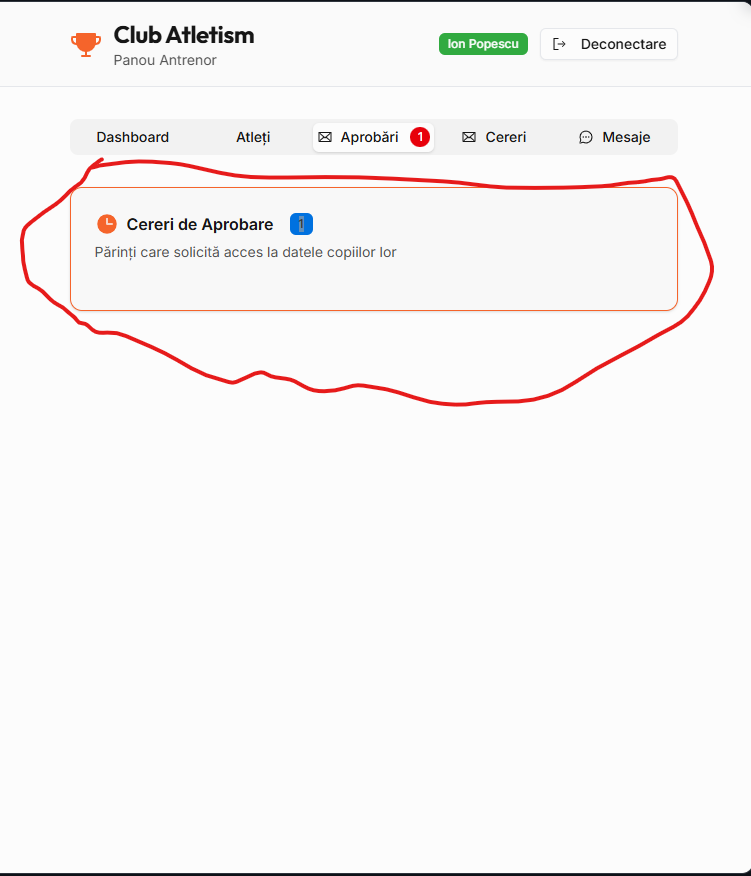 Club Atletism
Panou Antrenor
Ion Popescu
Deconectare
Dashboard
Atleți
Aprobări 1
Cereri
Mesaje
Cereri de Aprobare 1
Părinți care solicită acces la datele copiilor lor